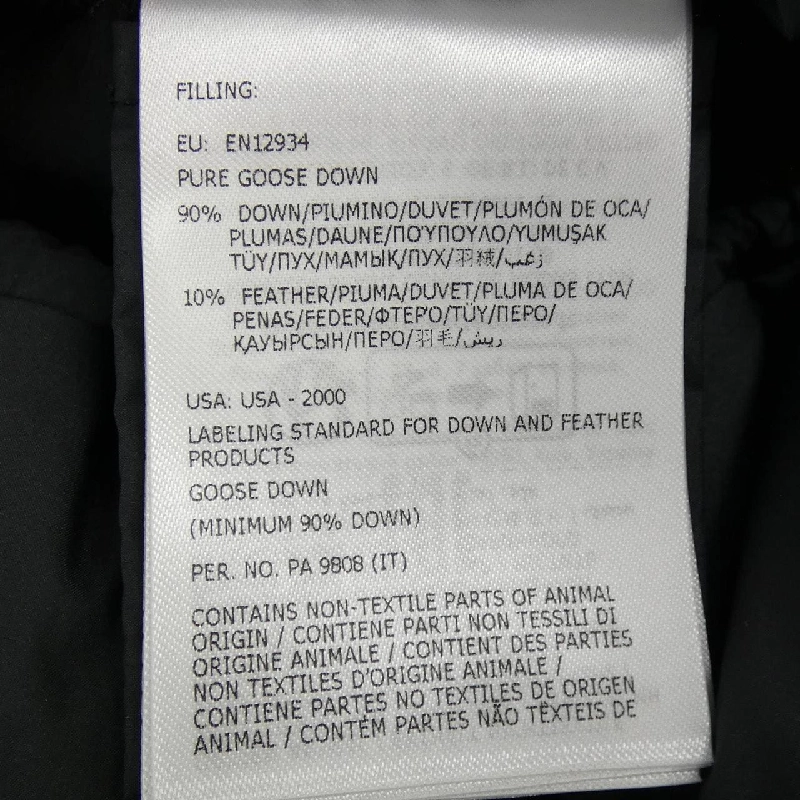 FILLING:
EU: EN12934
PURE GOOSE DOWN
90% DOWN/PIUMINO/DUVET/PLUMÓN DE OCA/
PLUMAS/DAUNE/ΠΟΎΠΟΥΛΟ/YUMUŞAK
TÜY/ПУХ/МАМЫҚ/ПУХ/羽绒/زغب
10% FEATHER/PIUMA/DUVET/PLUMA DE OCA/
PENAS/FEDER/ΦΤΕΡΌ/TÜY/ПЕРО/
ҚАУЫРСЫН/ПЕРО/羽毛/ريش
USA: USA - 2000
LABELING STANDARD FOR DOWN AND FEATHER
PRODUCTS
GOOSE DOWN
(MINIMUM 90% DOWN)
PER. NO. PA 9808 (IT)
CONTAINS NON-TEXTILE PARTS OF ANIMAL
ORIGIN / CONTIENE PARTI NON TESSILI DI
ORIGINE ANIMALE / CONTIENT DES PARTIES
NON TEXTILES D'ORIGINE ANIMALE /
CONTIENE PARTES NO TEXTILES DE ORIGEN
ANIMAL / CONTÉM PARTES NÃO TÊXTEIS DE